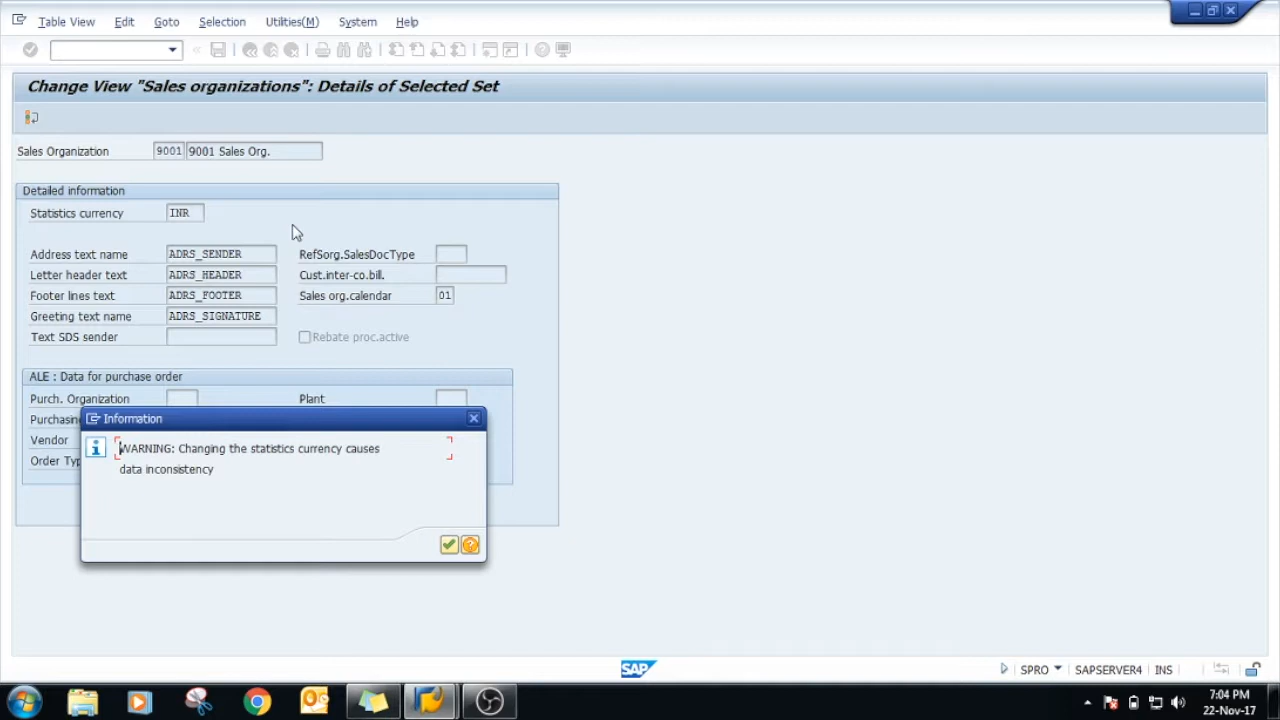 Table View Edit Goto Selection Utilities(M) System Help
Change View "Sales organizations": Details of Selected Set
Sales Organization 9001 9001 Sales Org.
Detailed information
Statistics currency INR
Address text name ADRS_SENDER RefSorg.SalesDocType
Letter header text ADRS_HEADER Cust.inter-co.bill.
Footer lines text ADRS_FOOTER Sales org.calendar 01
Greeting text name ADRS_SIGNATURE
Text SDS sender Rebate proc.active
ALE : Data for purchase order
Purch. Organization Plant
Purchasin
Vendor
Order Typ
Information
WARNING: Changing the statistics currency causes
data inconsistency
SAP SPRO SAPSERVER4 INS
7:04 PM
22-Nov-17